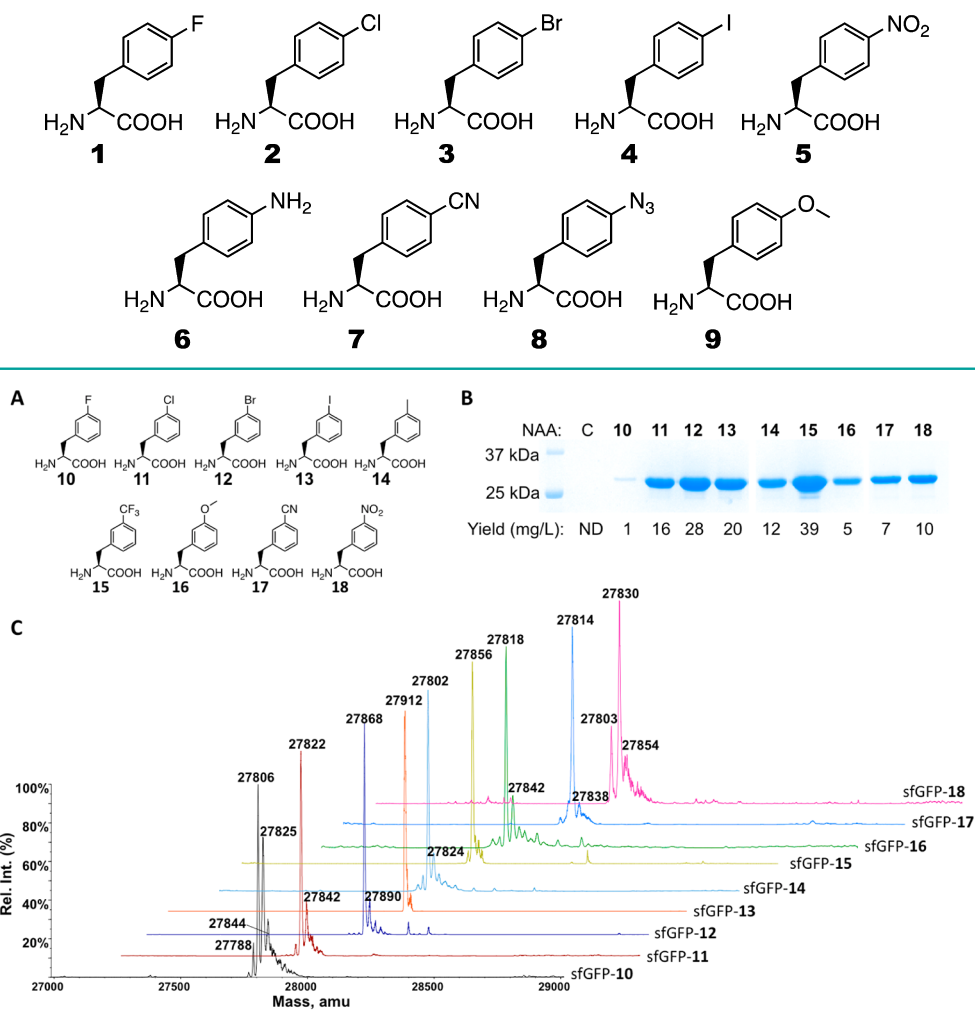 F
Cl
Br
I
NO₂
H₂N COOH
H₂N COOH
H₂N COOH
H₂N COOH
H₂N COOH
1 2 3 4 5
NH₂
CN
N₃
O
H₂N COOH
H₂N COOH
H₂N COOH
H₂N COOH
6 7 8 9
A
F
Cl
Br
I
H₂N COOH
H₂N COOH
H₂N COOH
H₂N COOH
H₂N COOH
10 11 12 13 14
CF₃
O
CN
NO₂
H₂N COOH
H₂N COOH
H₂N COOH
H₂N COOH
15 16 17 18
B
NAA: C 10 11 12 13 14 15 16 17 18
37 kDa
25 kDa
Yield (mg/L): ND 1 16 28 20 12 39 5 7 10
C
27830
27814
27818
27856
27802
27912
27803
27868
27854
27822
27806
27842
27838
27825
27824
27842
27890
27844
27788
sfGFP-18
sfGFP-17
sfGFP-16
sfGFP-15
sfGFP-14
sfGFP-13
sfGFP-12
sfGFP-11
sfGFP-10
100%
80%
60%
40%
20%
Rel. Int. (%)
27000 27500 28000 28500 29000
Mass, amu